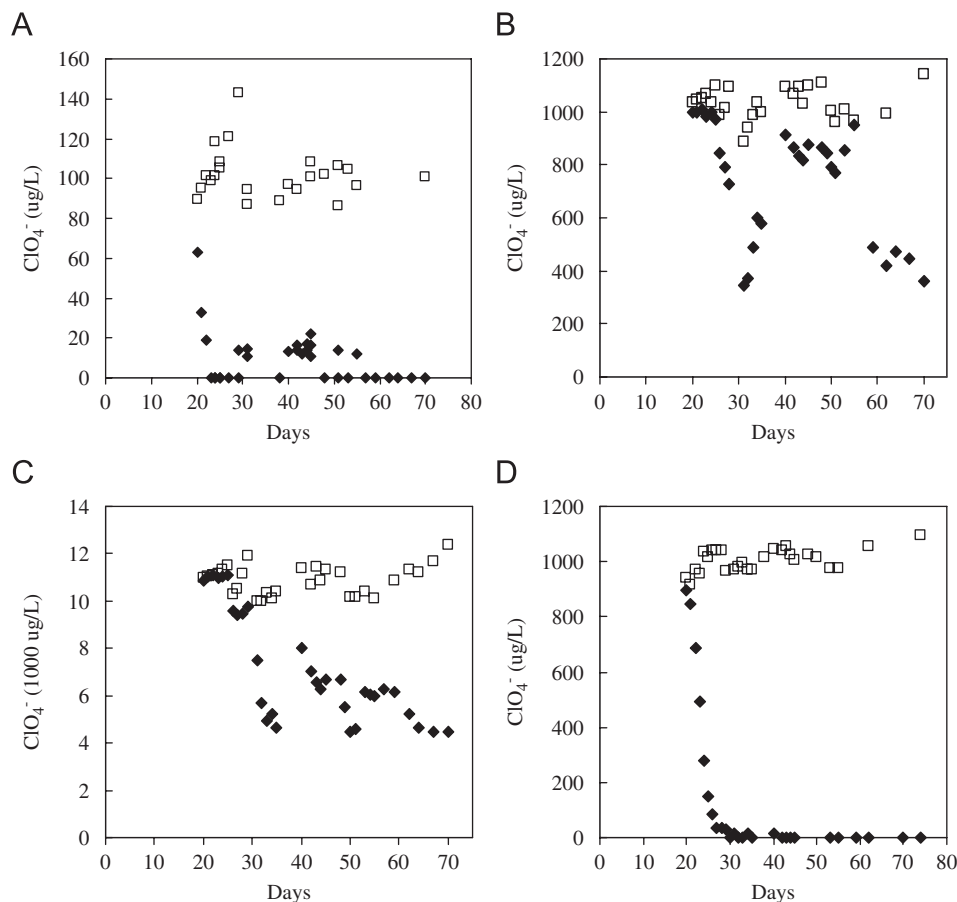 A
160
140
120
100
80
60
40
20
0
ClO₄⁻ (ug/L)
0 10 20 30 40 50 60 70 80
Days
B
1200
1000
800
600
400
200
0
ClO₄⁻ (ug/L)
0 10 20 30 40 50 60 70
Days
C
14
12
10
8
6
4
2
0
ClO₄⁻ (1000 ug/L)
0 10 20 30 40 50 60 70
Days
D
1200
1000
800
600
400
200
0
ClO₄⁻ (ug/L)
0 10 20 30 40 50 60 70 80
Days